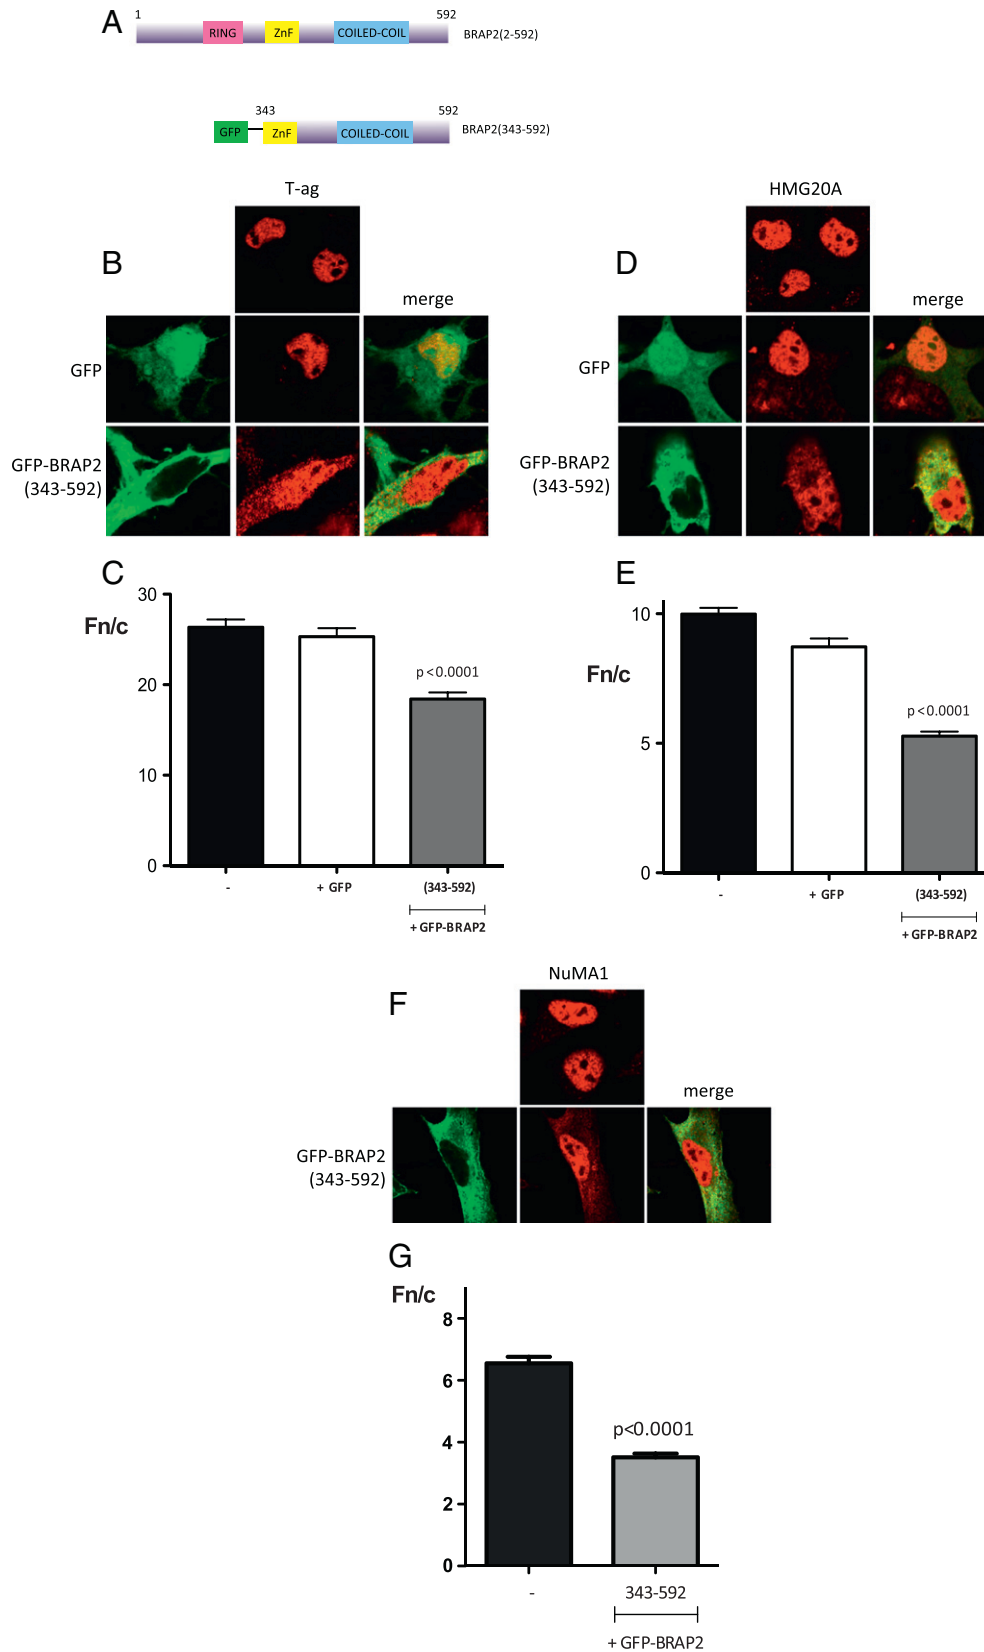 A
1
592
RING
ZnF
COILED-COIL
BRAP2(2-592)
343
592
GFP
ZnF
COILED-COIL
BRAP2(343-592)
T-ag
B
merge
GFP
GFP-BRAP2
(343-592)
HMG20A
D
merge
GFP
GFP-BRAP2
(343-592)
C
Fn/c
30
20
10
0
p<0.0001
-
+ GFP
(343-592)
+ GFP-BRAP2
E
Fn/c
10
5
0
p<0.0001
-
+ GFP
(343-592)
+ GFP-BRAP2
NuMA1
F
merge
GFP-BRAP2
(343-592)
G
Fn/c
8
6
4
2
0
p<0.0001
-
343-592
+ GFP-BRAP2